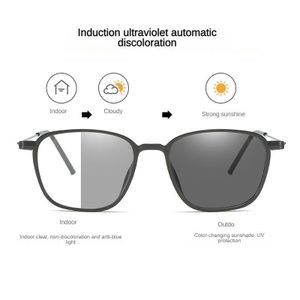 Induction ultraviolet automatic
discoloration
Indoor
Cloudy
Strong sunshine
Indoor
Outdo
Indoor clear, non-discoloration and anti-blue
light
Color-changing sunshade, UV
protection